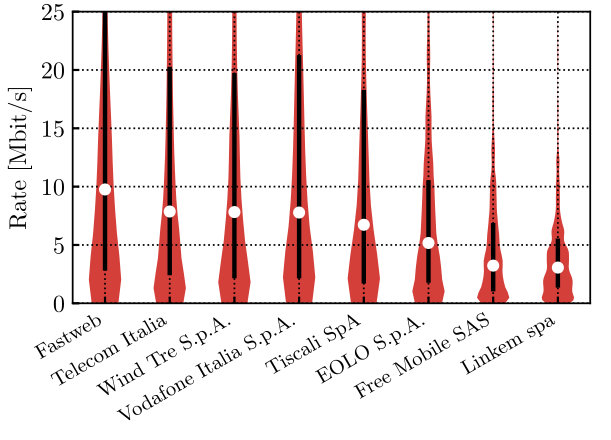 25
20
15
10
5
0
Rate [Mbit/s]
Fastweb
Telecom Italia
Wind Tre S.p.A.
Vodafone Italia S.p.A.
Tiscali SpA
EOLO S.p.A.
Free Mobile SAS
Linkem spa